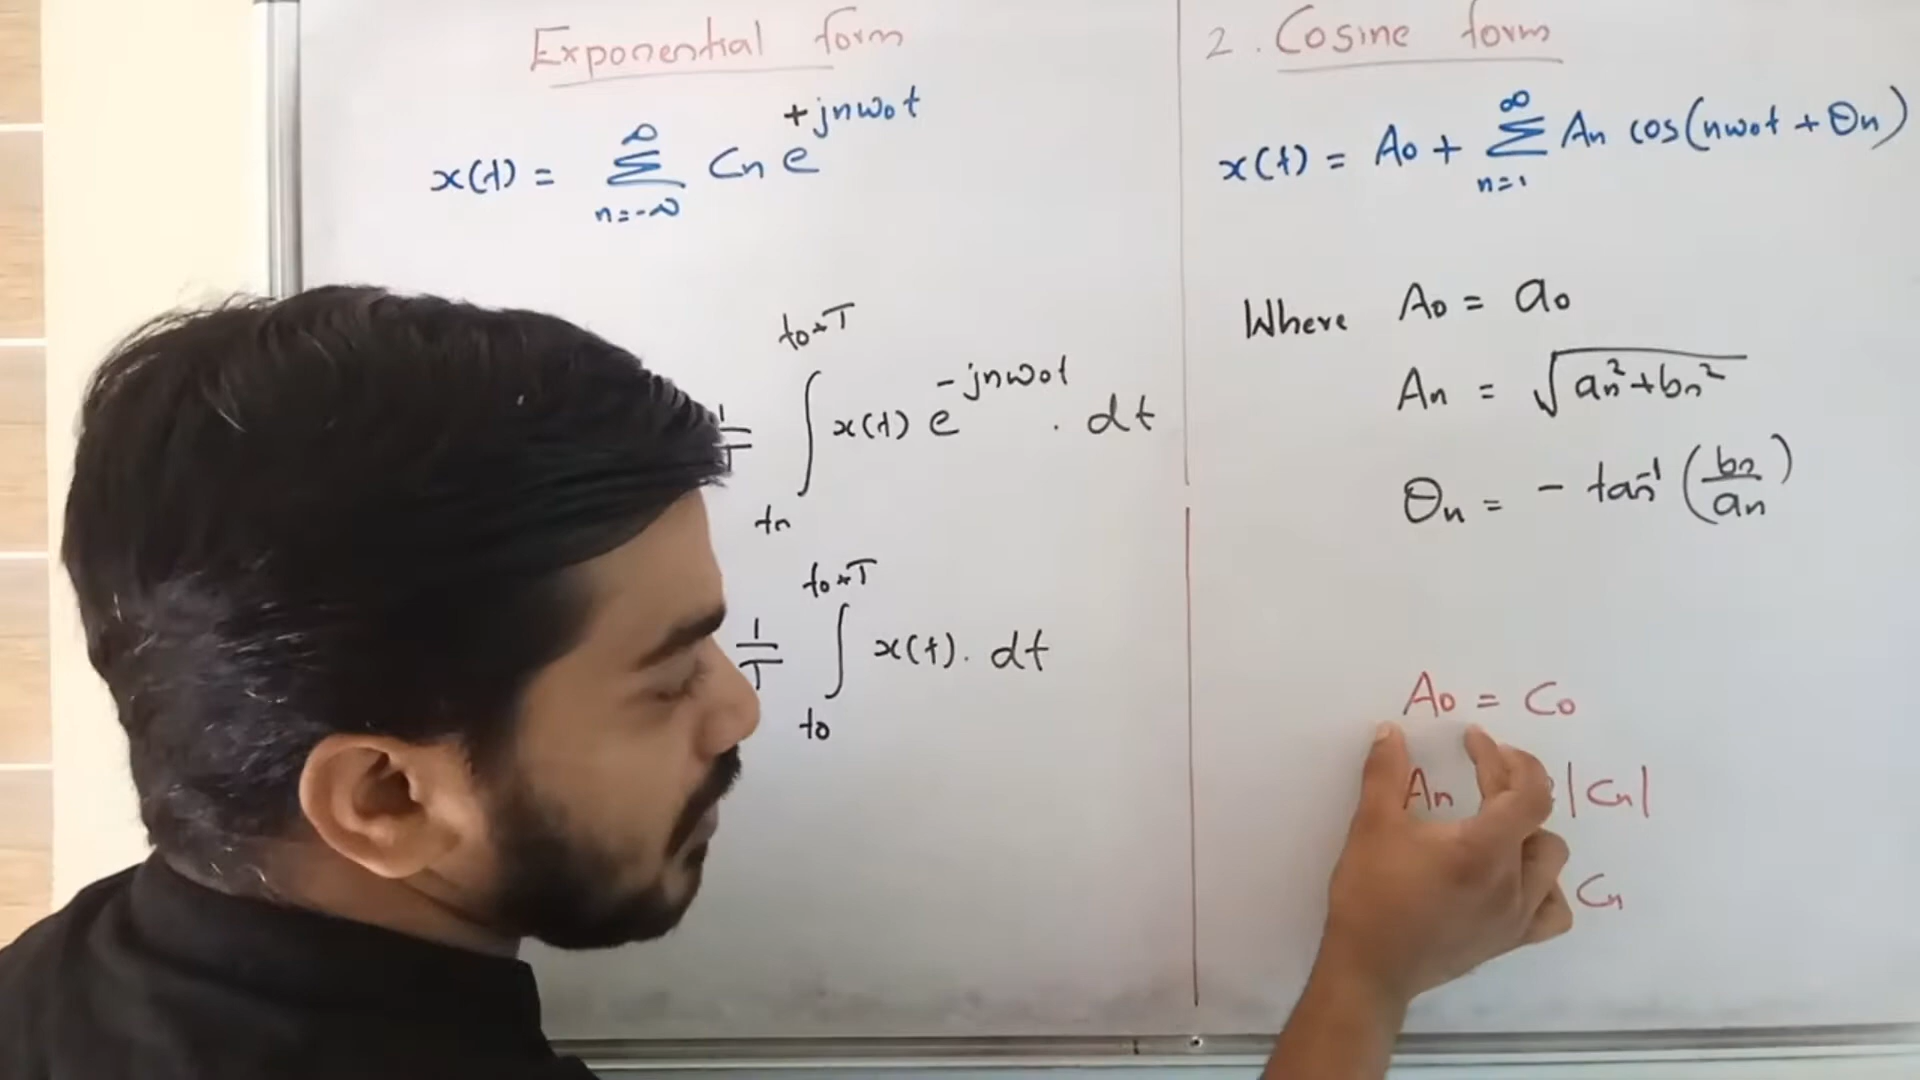 Exponential form
x(t) = ∞ Σ n=-∞ Cn e^+jnω0t
1/T ∫ t0+T x(t) e^-jnω0t . dt
1/T ∫ t0+T t0 x(t). dt
2. Cosine form
x(t) = A0 + ∞ Σ n=1 An cos(nω0t + θn)
Where A0 = a0
An = √an²+bn²
θn = - tan⁻¹ (bn/an)
A0 = C0
An |Cn|
Cn